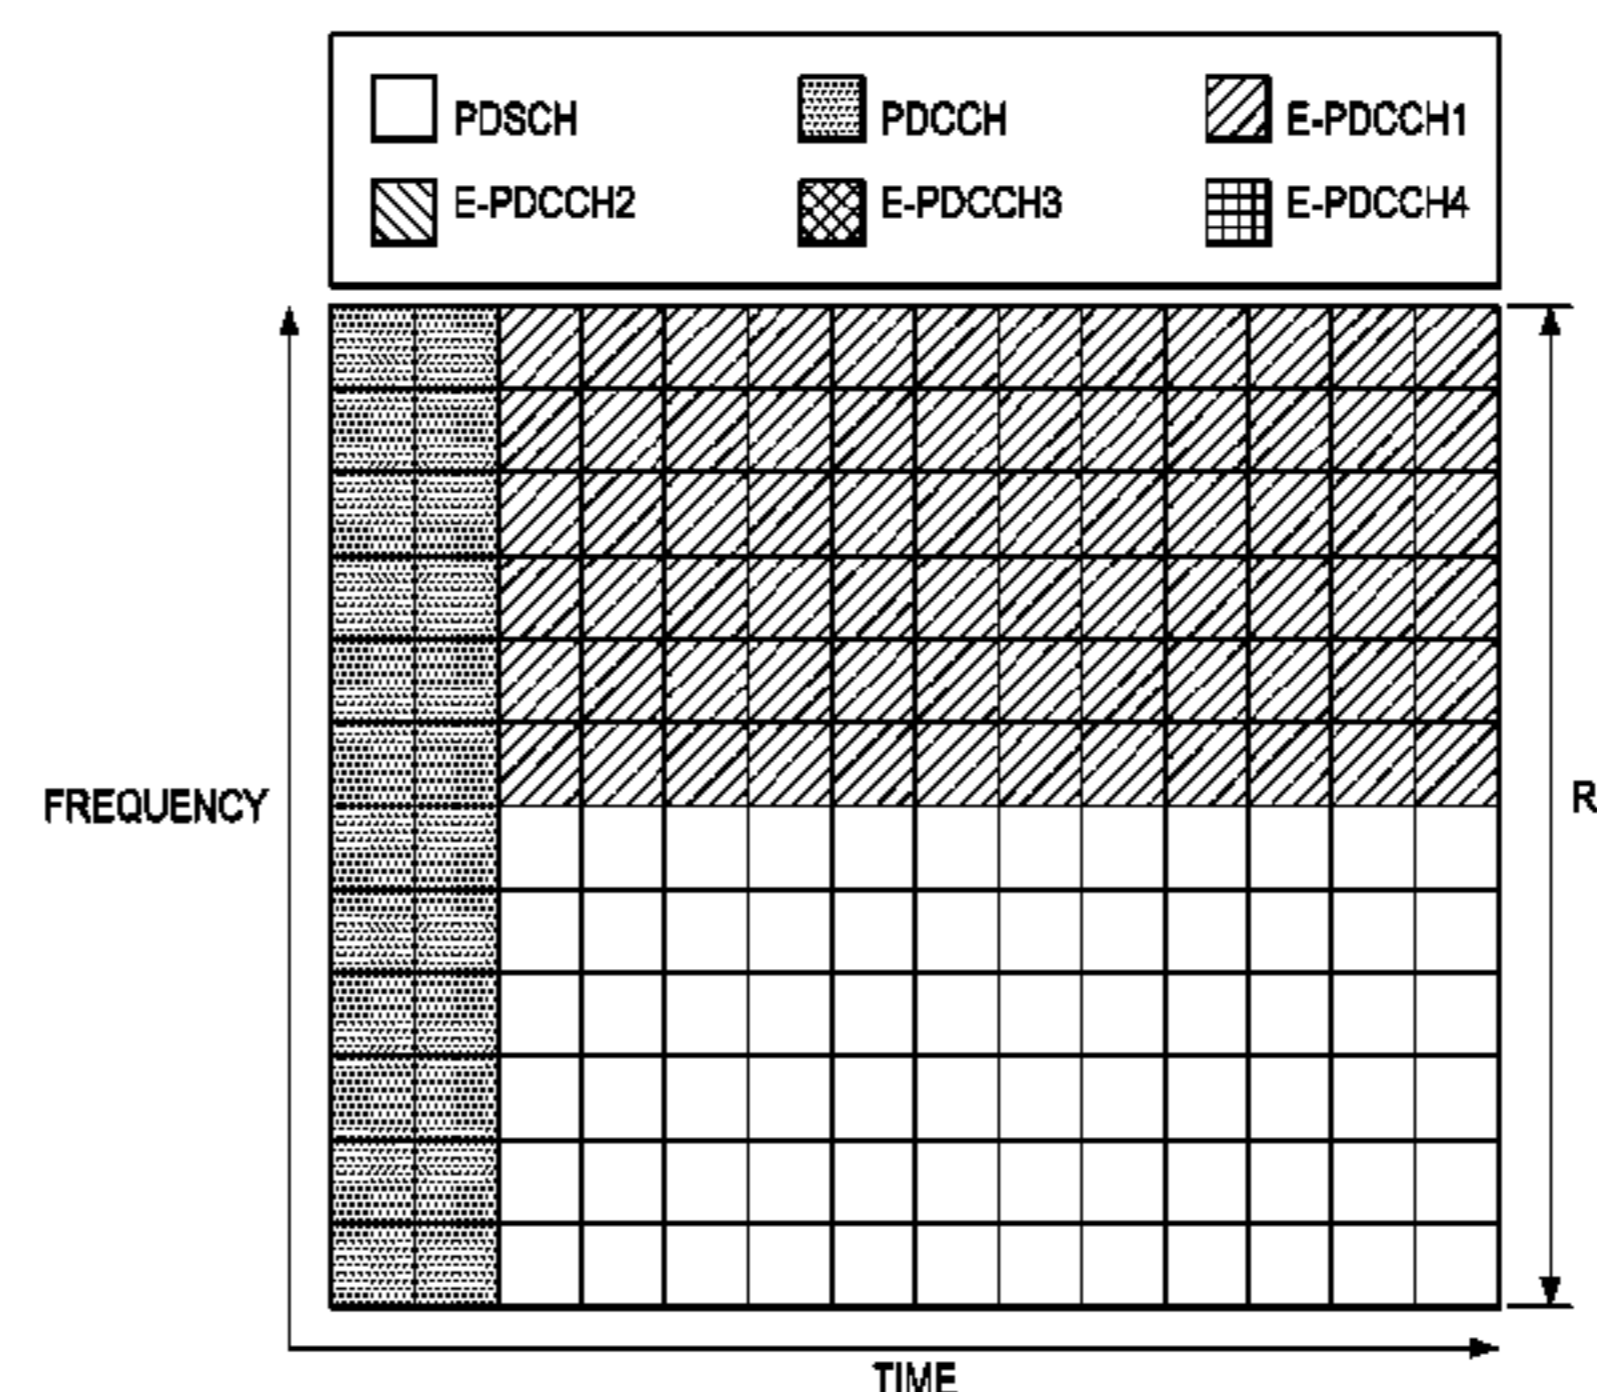 PDSCH PDCCH E-PDCCH1
E-PDCCH2 E-PDCCH3 E-PDCCH4
FREQUENCY
R
TIME